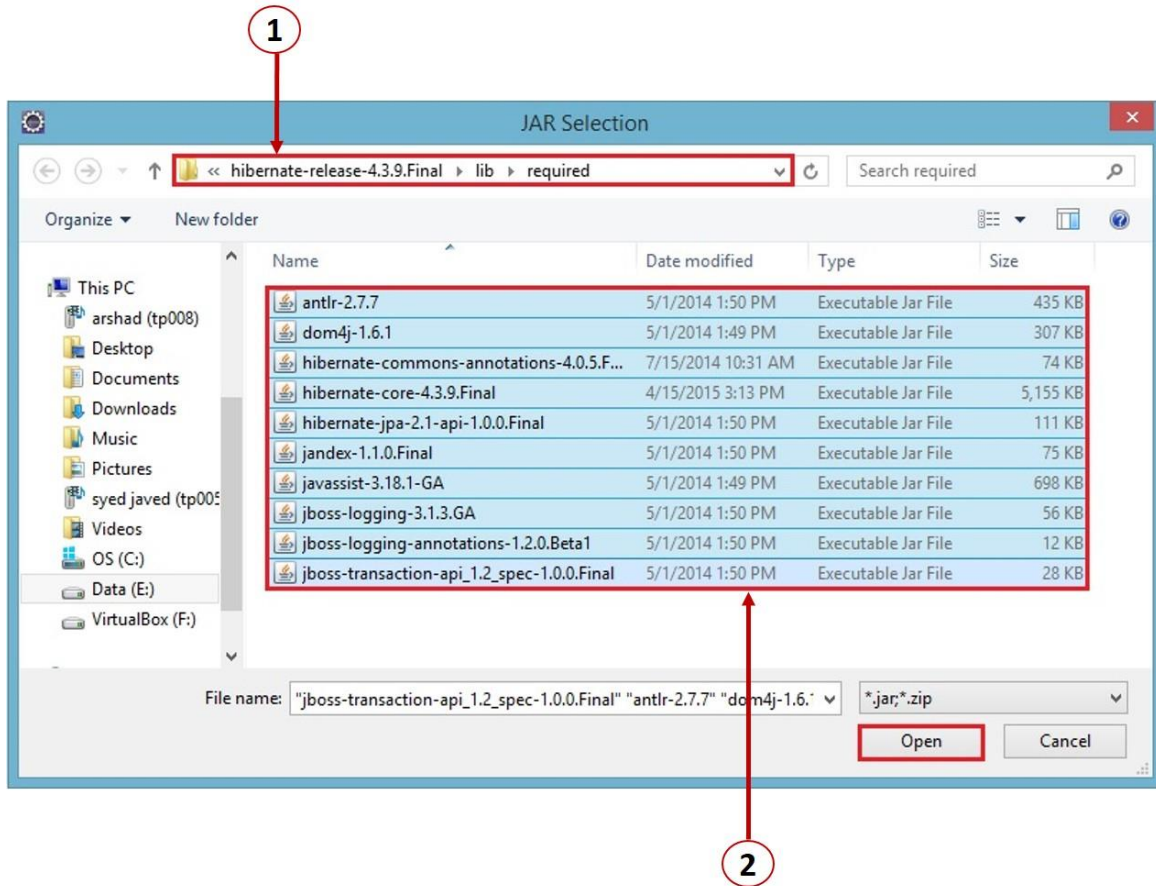 1
JAR Selection
« hibernate-release-4.3.9.Final lib required
Search required
Organize New folder
Name Date modified Type Size
This PC
arshad (tp008)
Desktop
Documents
Downloads
Music
Pictures
syed javed (tp005
Videos
OS (C:)
Data (E:)
VirtualBox (F:)
antlr-2.7.7 5/1/2014 1:50 PM Executable Jar File 435 KB
dom4j-1.6.1 5/1/2014 1:49 PM Executable Jar File 307 KB
hibernate-commons-annotations-4.0.5.F... 7/15/2014 10:31 AM Executable Jar File 74 KB
hibernate-core-4.3.9.Final 4/15/2015 3:13 PM Executable Jar File 5,155 KB
hibernate-jpa-2.1-api-1.0.0.Final 5/1/2014 1:50 PM Executable Jar File 111 KB
jandex-1.1.0.Final 5/1/2014 1:50 PM Executable Jar File 75 KB
javassist-3.18.1-GA 5/1/2014 1:49 PM Executable Jar File 698 KB
jboss-logging-3.1.3.GA 5/1/2014 1:50 PM Executable Jar File 56 KB
jboss-logging-annotations-1.2.0.Beta1 5/1/2014 1:50 PM Executable Jar File 12 KB
jboss-transaction-api_1.2_spec-1.0.0.Final 5/1/2014 1:50 PM Executable Jar File 28 KB
File name: "jboss-transaction-api_1.2_spec-1.0.0.Final" "antlr-2.7.7" "dom4j-1.6. *.jar;*.zip
Open Cancel
2